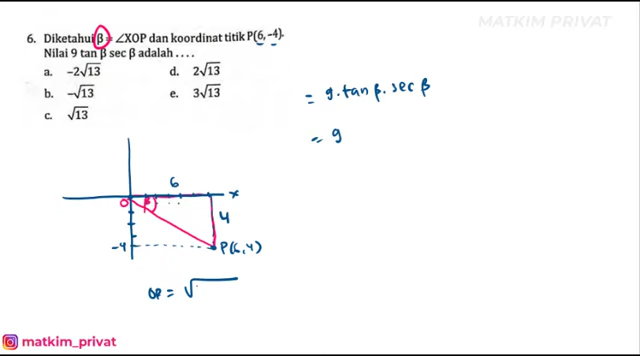 MATKIM PRIVAT
6. Diketahui β = ∠XOP dan koordinat titik P(6, -4).
Nilai 9 tan β sec β adalah . . . .
a. -2√13
d. 2√13
b. -√13
e. 3√13
c. √13
= 9. tan β. sec β
= 9
6
x
O
β
4
-4
P(6,4)
OP = √
matkim_privat